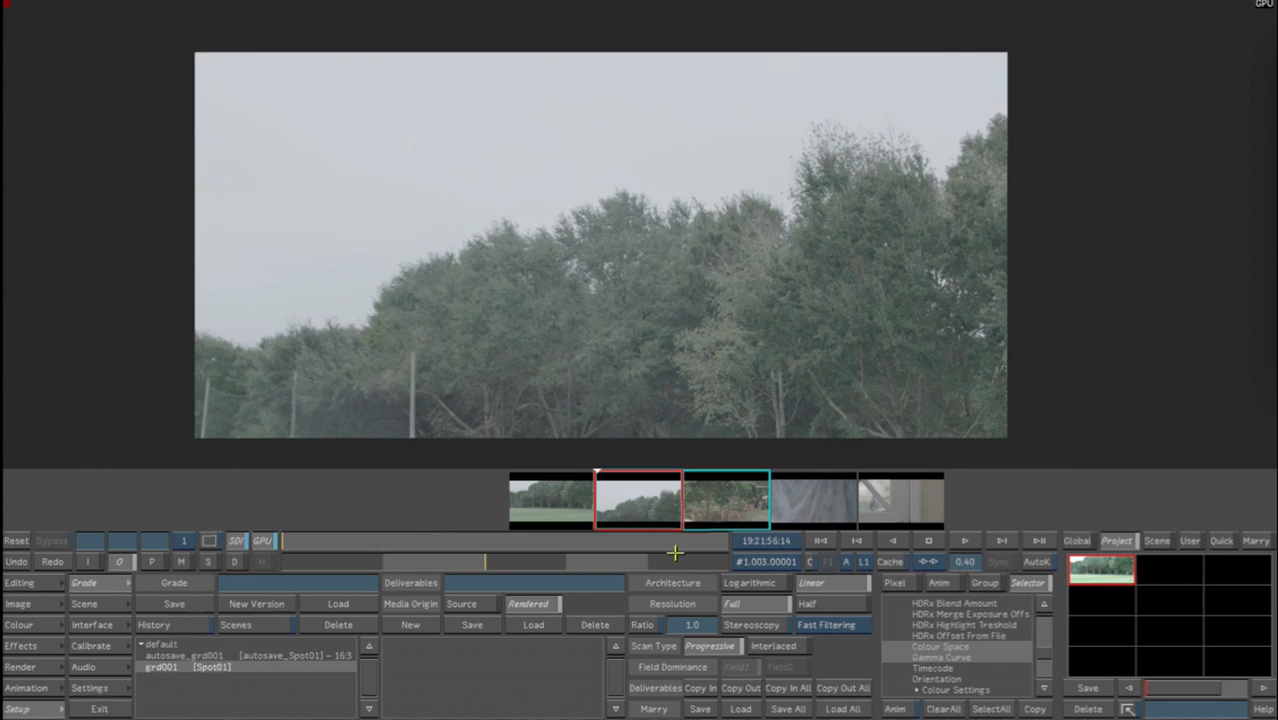 GPU
Reset Bypass 1 SDI GPU 19:21:56:14 Global Project Scene User Quick Marry
Undo Redo I O P M S D H #1.003.00001 C F1 A L1 Cache 0.40 Sync AutoK
Editing Grade Grade Deliverables Architecture Logarithmic Linear Pixel Anim Group Selector
Image Scene Save New Version Load Media Origin Source Rendered Resolution Full Half HDRx Blend Amount
HDRx Merge Exposure Offs
Colour Interface History Scenes Delete New Save Load Delete Ratio 1.0 Stereoscopy Fast Filtering HDRx Highlight Treshold
HDRx Offset From File
Effects Calibrate default Scan Type Progressive Interlaced Colour Space
autosave_grd001 [autosave_Spot01] – 16:3 Gamma Curve
Render Audio grd001 [Spot01] Field Dominance Field1 Field2 Timecode
Orientation
Animation Settings Deliverables Copy In Copy Out Copy In All Copy Out All Colour Settings Save
Setup Exit Marry Save Load Save All Load All Anim ClearAll SelectAll Copy Delete Help